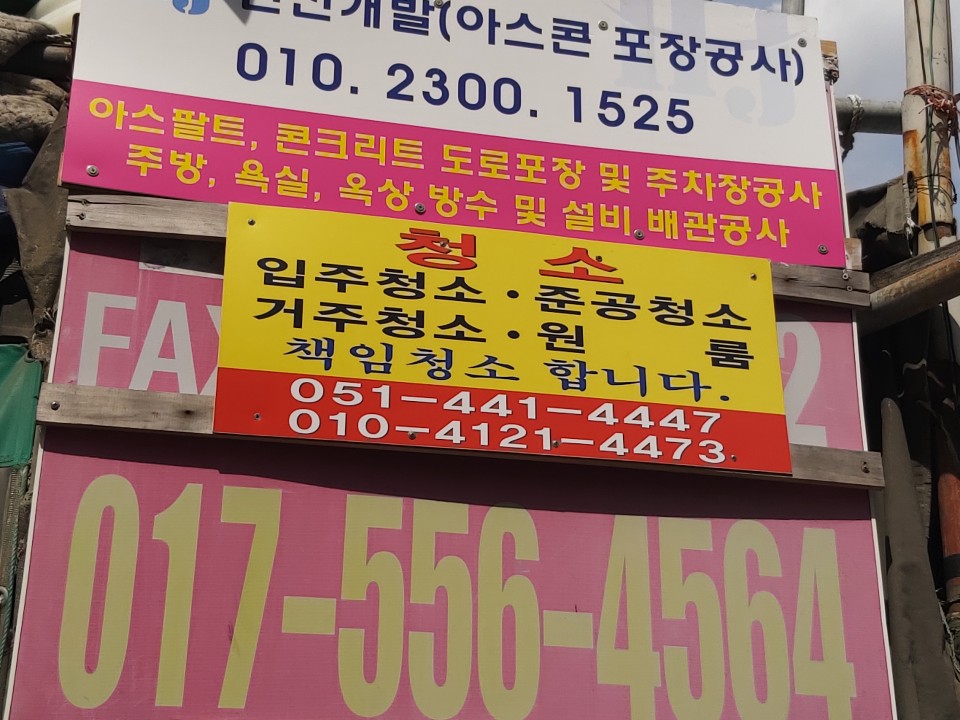 개발(아스콘 포장공사)
010. 2300. 1525
아스팔트, 콘크리트 도로포장 및 주차장공사
주방, 욕실, 옥상 방수 및 설비 배관공사
청 소
입주청소 · 준공청소
거주청소 · 원룸
책임청소 합니다.
051-441-4447
010-4121-4473
FAX
2
017-556-4564